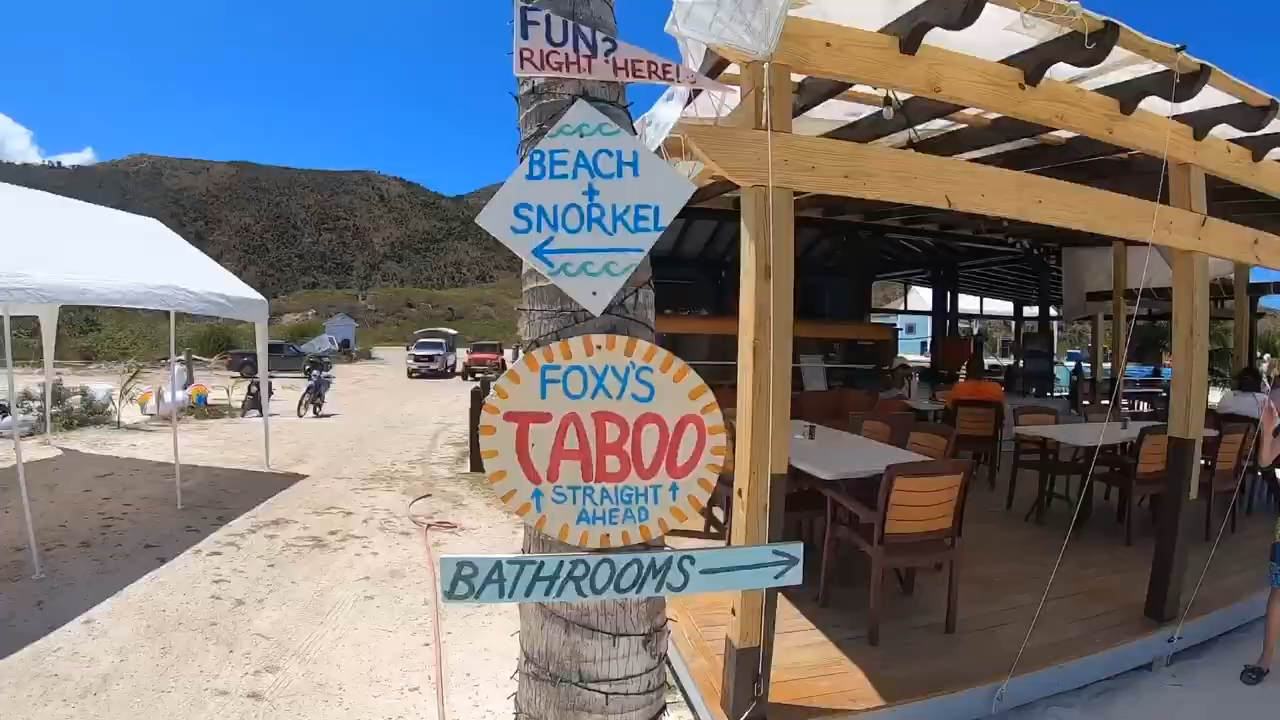 FUN?
RIGHT HERE!
BEACH
+
SNORKEL
FOXY'S
TABOO
STRAIGHT
AHEAD
BATHROOMS